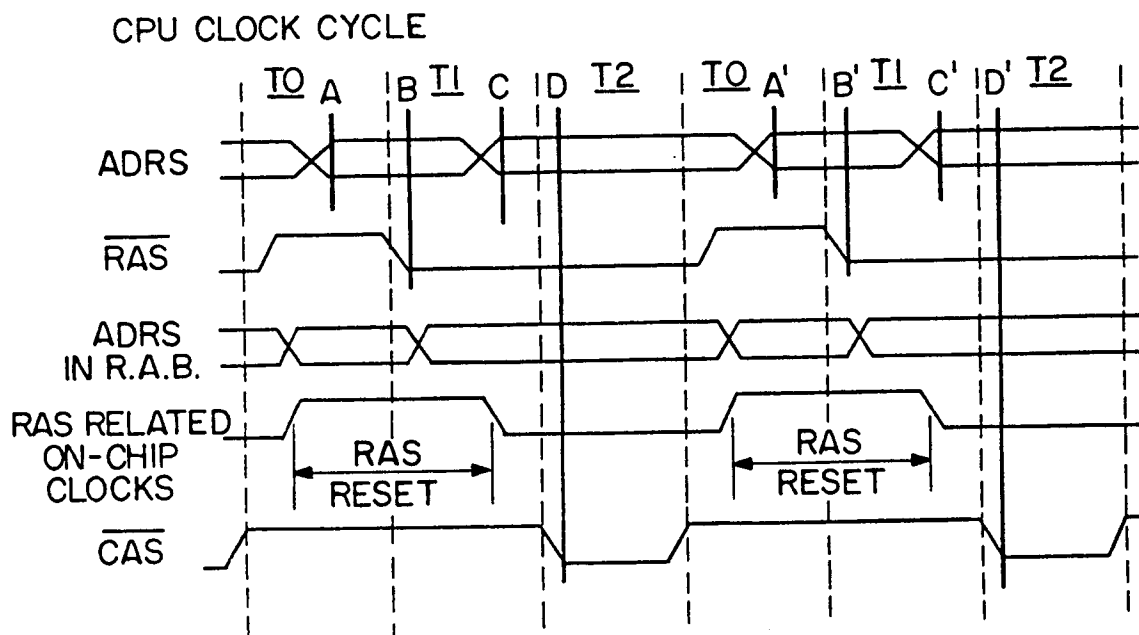 CPU CLOCK CYCLE
T0 A B T1 C D T2 T0 A' B' T1 C' D' T2
ADRS
RAS
ADRS
IN R.A.B.
RAS RELATED
ON-CHIP
CLOCKS
RAS
RESET
RAS
RESET
CAS